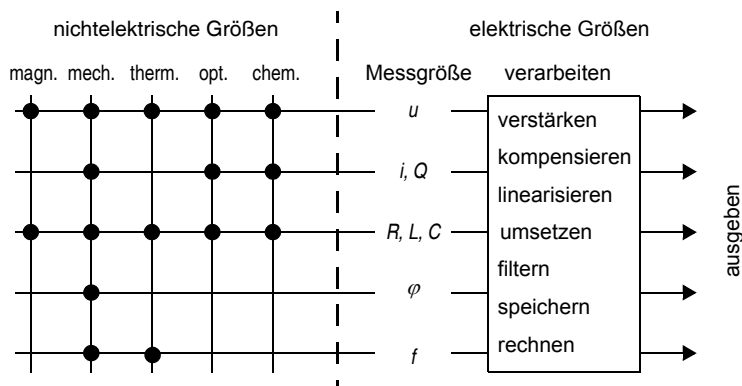 nichtelektrische Größen
elektrische Größen
magn. mech. therm. opt. chem.
Messgröße verarbeiten
u
i, Q
R, L, C
φ
f
verstärken
kompensieren
linearisieren
umsetzen
filtern
speichern
rechnen
ausgeben